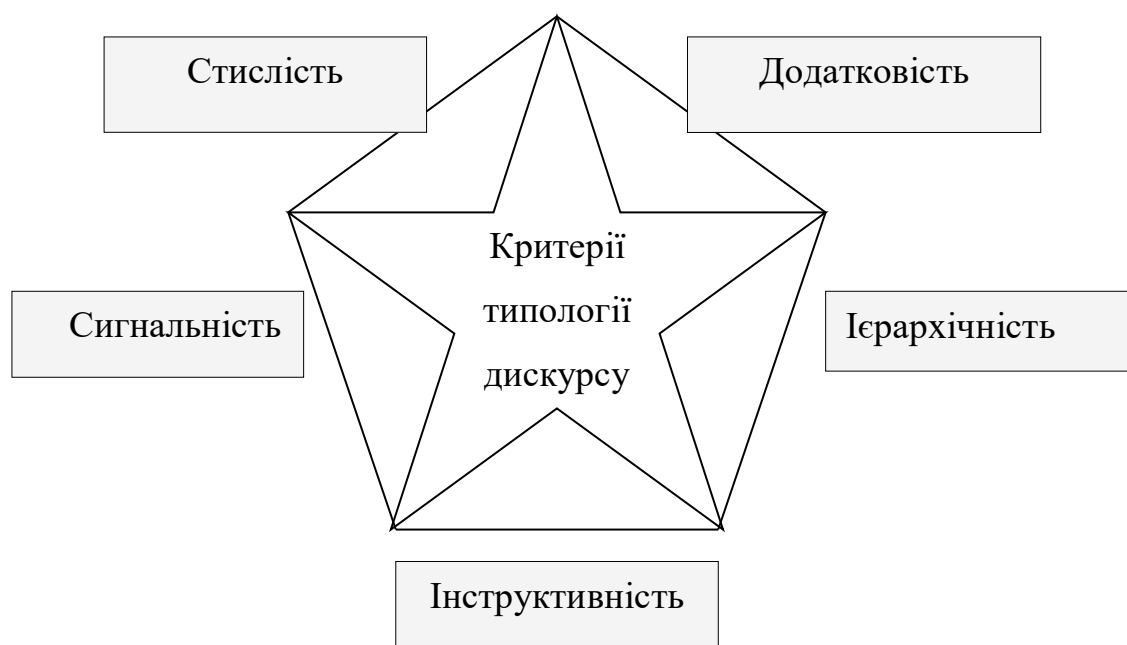 Стислість
Додатковість
Критерії
типології
дискурсу
Сигнальність
Ієрархічність
Інструктивність